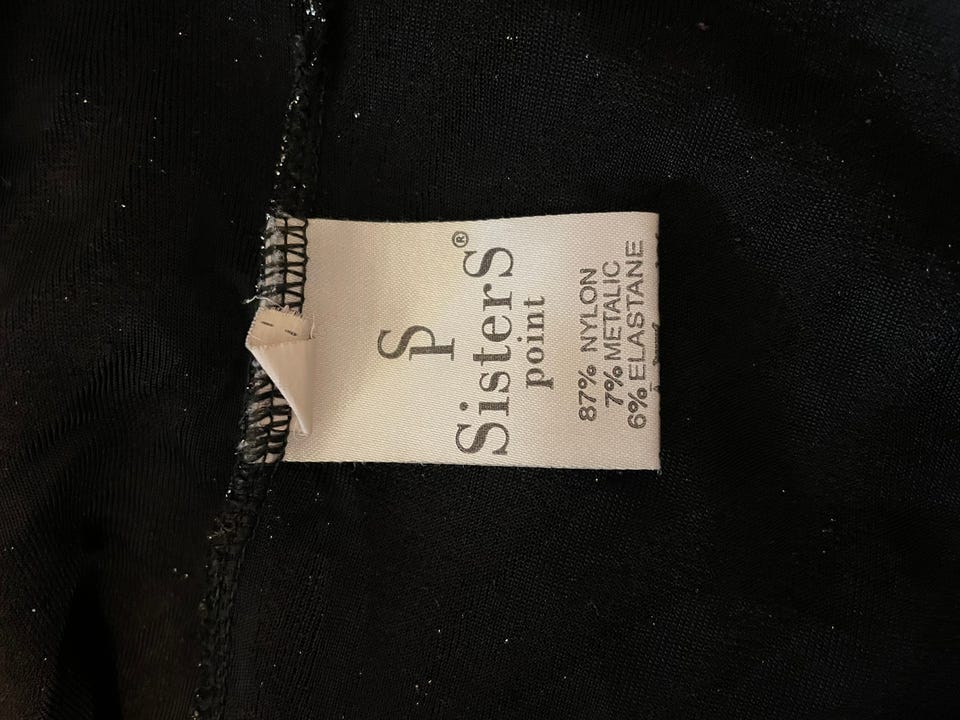 SP
SisterS®
point
87% NYLON
7% METALIC
6% ELASTANE